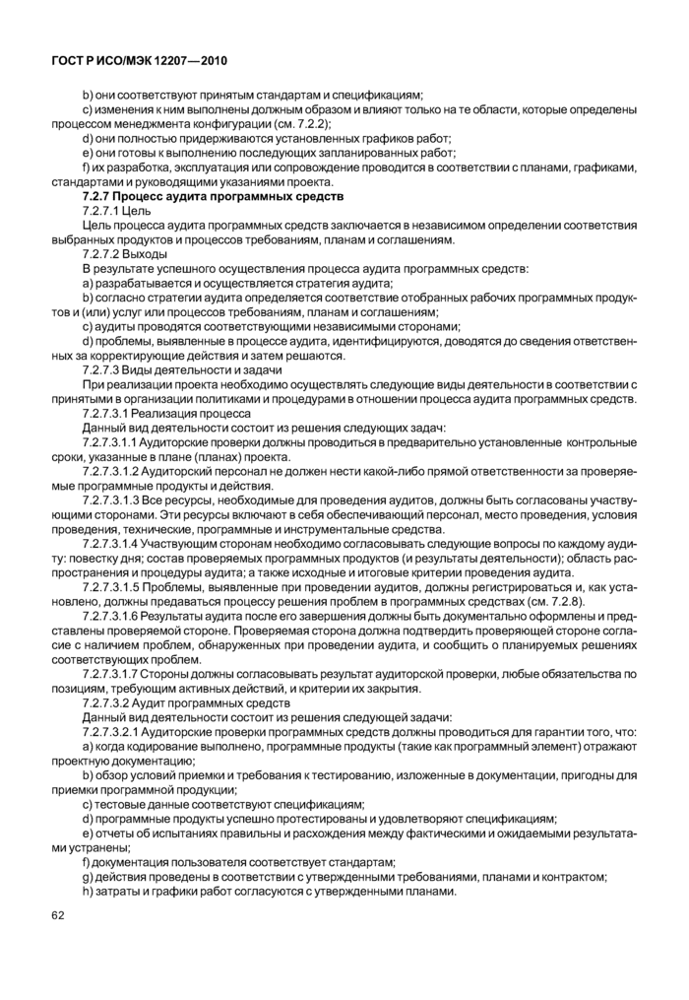 ГОСТ Р ИСО/МЭК 12207—2010
b) они соответствуют принятым стандартам и спецификациям;
c) изменения к ним выполнены должным образом и влияют только на те области, которые определены
процессом менеджмента конфигурации (см. 7.2.2);
d) они полностью придерживаются установленных графиков работ;
e) они готовы к выполнению последующих запланированных работ;
f) их разработка, эксплуатация или сопровождение проводится в соответствии с планами, графиками,
стандартами и руководящими указаниями проекта.
7.2.7 Процесс аудита программных средств
7.2.7.1 Цель
Цель процесса аудита программных средств заключается в независимом определении соответствия
выбранных продуктов и процессов требованиям, планам и соглашениям.
7.2.7.2 Выходы
В результате успешного осуществления процесса аудита программных средств:
a) разрабатывается и осуществляется стратегия аудита;
b) согласно стратегии аудита определяется соответствие отобранных рабочих программных продук-
тов и (или) услуг или процессов требованиям, планам и соглашениям;
c) аудиты проводятся соответствующими независимыми сторонами;
d) проблемы, выявленные в процессе аудита, идентифицируются, доводятся до сведения ответствен-
ных за корректирующие действия и затем решаются.
7.2.7.3 Виды деятельности и задачи
При реализации проекта необходимо осуществлять следующие виды деятельности в соответствии с
принятыми в организации политиками и процедурами в отношении процесса аудита программных средств.
7.2.7.3.1 Реализация процесса
Данный вид деятельности состоит из решения следующих задач:
7.2.7.3.1.1 Аудиторские проверки должны проводиться в предварительно установленные контрольные
сроки, указанные в плане (планах) проекта.
7.2.7.3.1.2 Аудиторский персонал не должен нести какой-либо прямой ответственности за проверяе-
мые программные продукты и действия.
7.2.7.3.1.3 Все ресурсы, необходимые для проведения аудитов, должны быть согласованы участву-
ющими сторонами. Эти ресурсы включают в себя обеспечивающий персонал, место проведения, условия
проведения, технические, программные и инструментальные средства.
7.2.7.3.1.4 Участвующим сторонам необходимо согласовывать следующие вопросы по каждому ауди-
ту: повестку дня; состав проверяемых программных продуктов (и результаты деятельности); область рас-
пространения и процедуры аудита; а также исходные и итоговые критерии проведения аудита.
7.2.7.3.1.5 Проблемы, выявленные при проведении аудитов, должны регистрироваться и, как уста-
новлено, должны предаваться процессу решения проблем в программных средствах (см. 7.2.8).
7.2.7.3.1.6 Результаты аудита после его завершения должны быть документально оформлены и пред-
ставлены проверяемой стороне. Проверяемая сторона должна подтвердить проверяющей стороне согла-
сие с наличием проблем, обнаруженных при проведении аудита, и сообщить о планируемых решениях
соответствующих проблем.
7.2.7.3.1.7 Стороны должны согласовывать результат аудиторской проверки, любые обязательства по
позициям, требующим активных действий, и критерии их закрытия.
7.2.7.3.2 Аудит программных средств
Данный вид деятельности состоит из решения следующей задачи:
7.2.7.3.2.1 Аудиторские проверки программных средств должны проводиться для гарантии того, что:
a) когда кодирование выполнено, программные продукты (такие как программный элемент) отражают
проектную документацию;
b) обзор условий приемки и требования к тестированию, изложенные в документации, пригодны для
приемки программной продукции;
c) тестовые данные соответствуют спецификациям;
d) программные продукты успешно протестированы и удовлетворяют спецификациям;
e) отчеты об испытаниях правильны и расхождения между фактическими и ожидаемыми результата-
ми устранены;
f) документация пользователя соответствует стандартам;
g) действия проведены в соответствии с утвержденными требованиями, планами и контрактом;
h) затраты и графики работ согласуются с утвержденными планами.
62